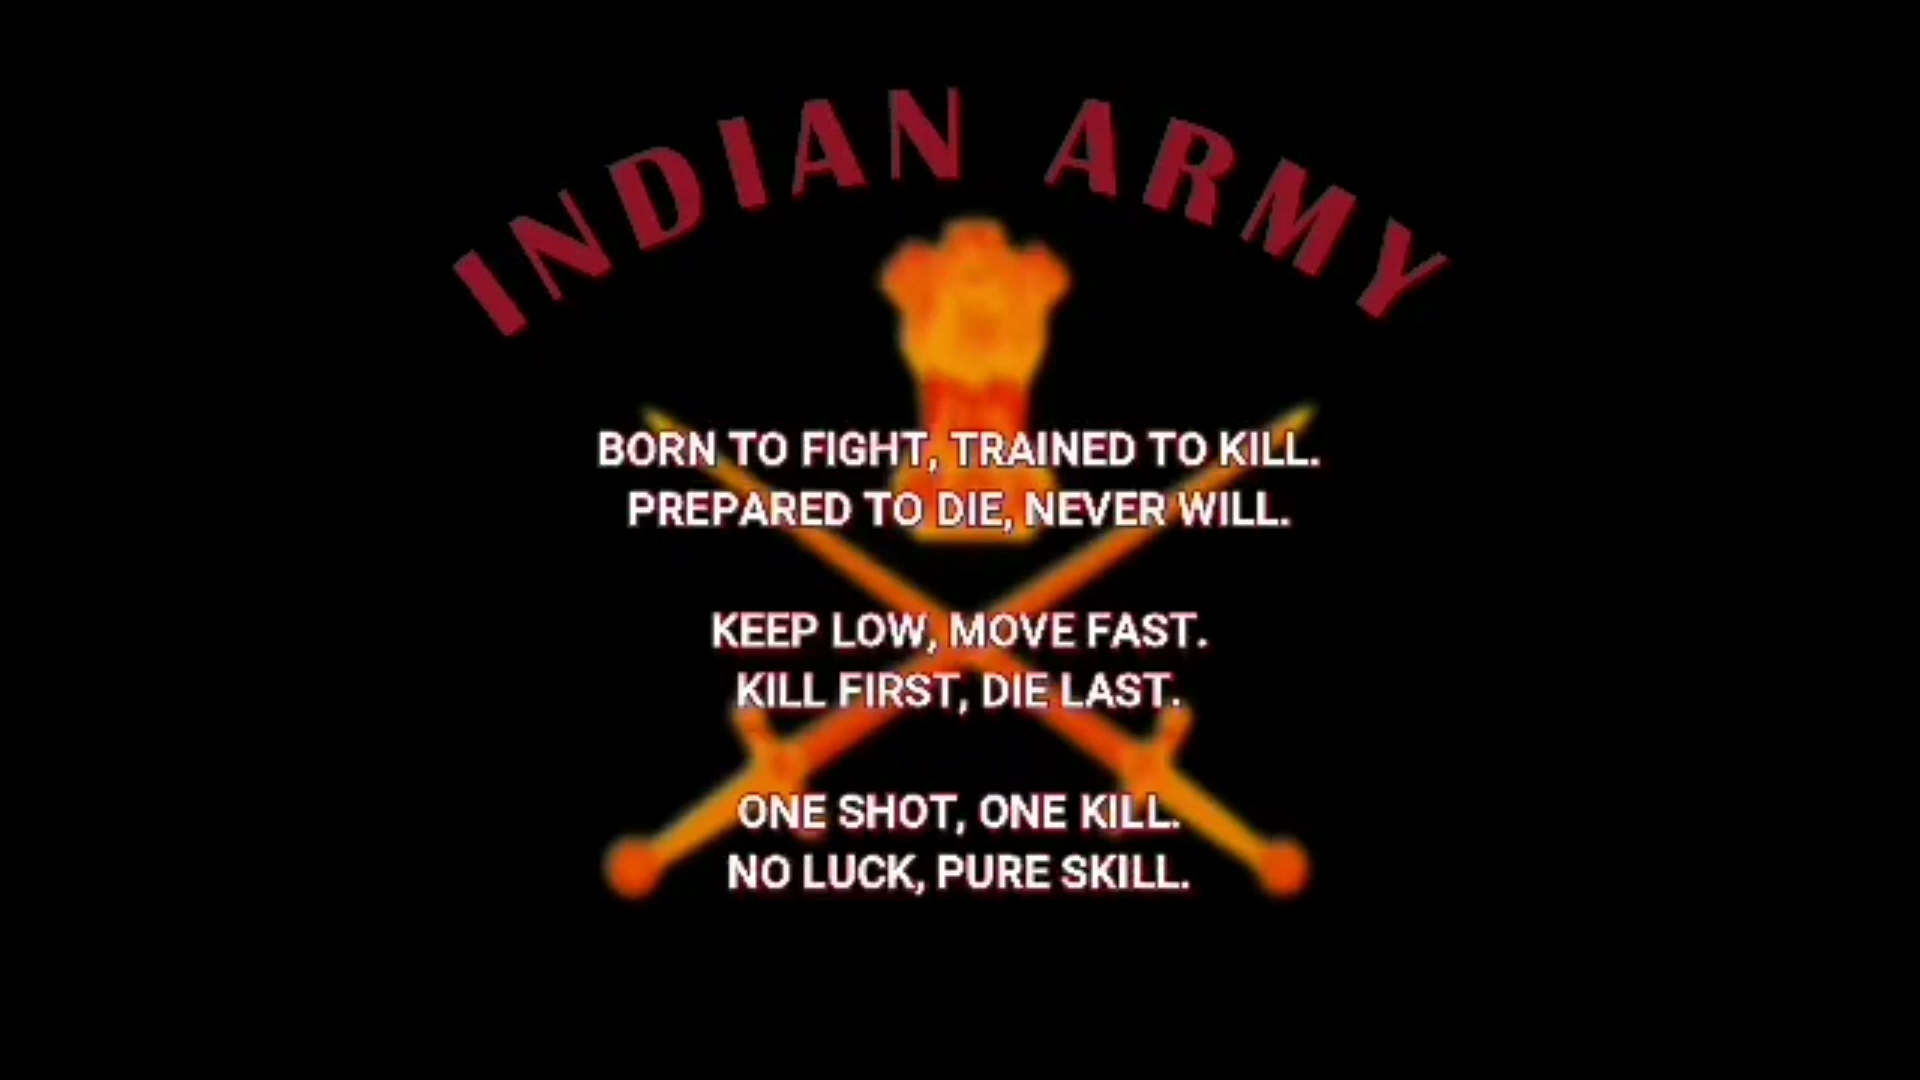 INDIAN ARMY
BORN TO FIGHT, TRAINED TO KILL.
PREPARED TO DIE, NEVER WILL.
KEEP LOW, MOVE FAST.
KILL FIRST, DIE LAST.
ONE SHOT, ONE KILL.
NO LUCK, PURE SKILL.